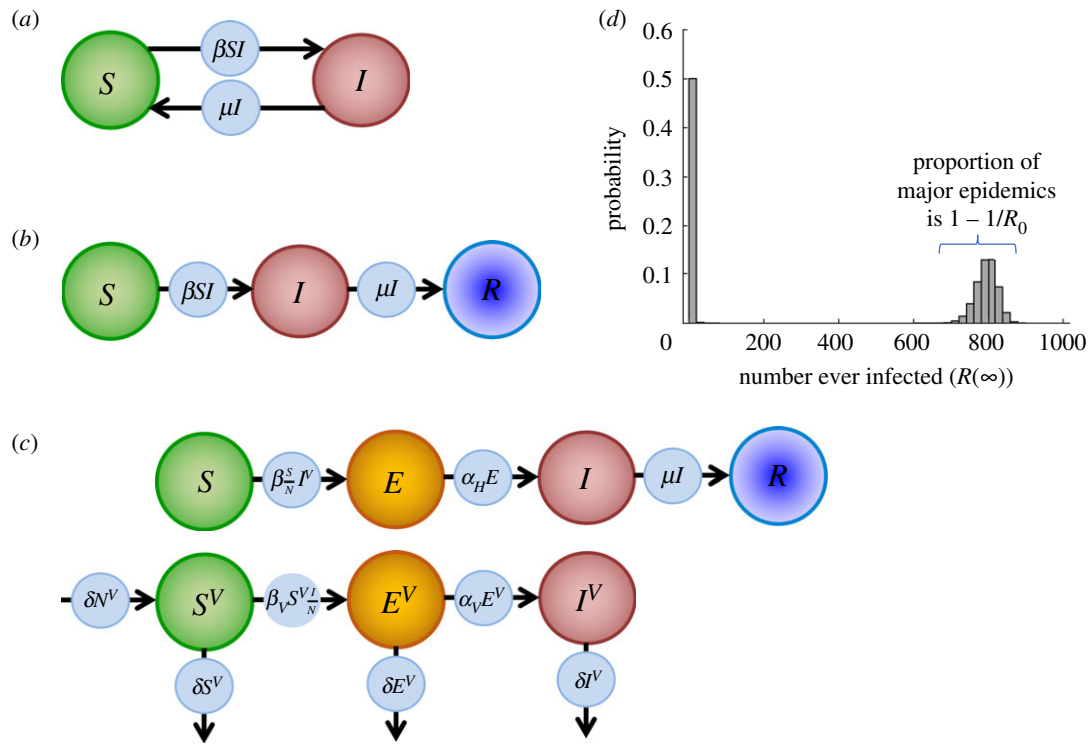 (a)
S
βSI
μI
I
(b)
S
βSI
I
μI
R
(c)
S
β S/N I^V
E
α_H E
I
μI
R
δN^V
S^V
β_V S^V I/N
E^V
α_V E^V
I^V
δS^V
δE^V
δI^V
(d)
0.6
0.5
0.4
0.3
0.2
0.1
probability
proportion of
major epidemics
is 1 – 1/R_0
0 200 400 600 800 1000
number ever infected (R(∞))